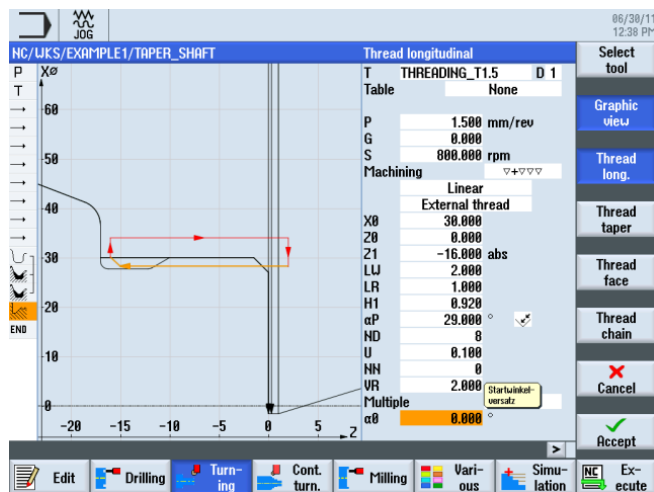 JOG
06/30/11
12:38 PM
NC/WKS/EXAMPLE1/TAPER_SHAFT
Thread longitudinal
Select
tool
P
T
END
XØ
60
50
40
30
20
10
0
-20 -15 -10 -5 0 5 Z
T THREADING_T1.5 D 1
Table None
P 1.500 mm/rev
G 0.000
S 800.000 rpm
Machining ▽+▽▽▽
Linear
External thread
X0 30.000
Z0 0.000
Z1 -16.000 abs
LW 2.000
LR 1.000
H1 0.920
αP 29.000 °
ND 8
U 0.100
NN 0
VR 2.000
Startwinkel-
versatz
Multiple
α0 0.000 °
Graphic
view
Thread
long.
Thread
taper
Thread
face
Thread
chain
Cancel
Accept
>
Edit
Drilling
Turn-
ing
Cont.
turn.
Milling
Vari-
ous
Simu-
lation
NC Ex-
ecute